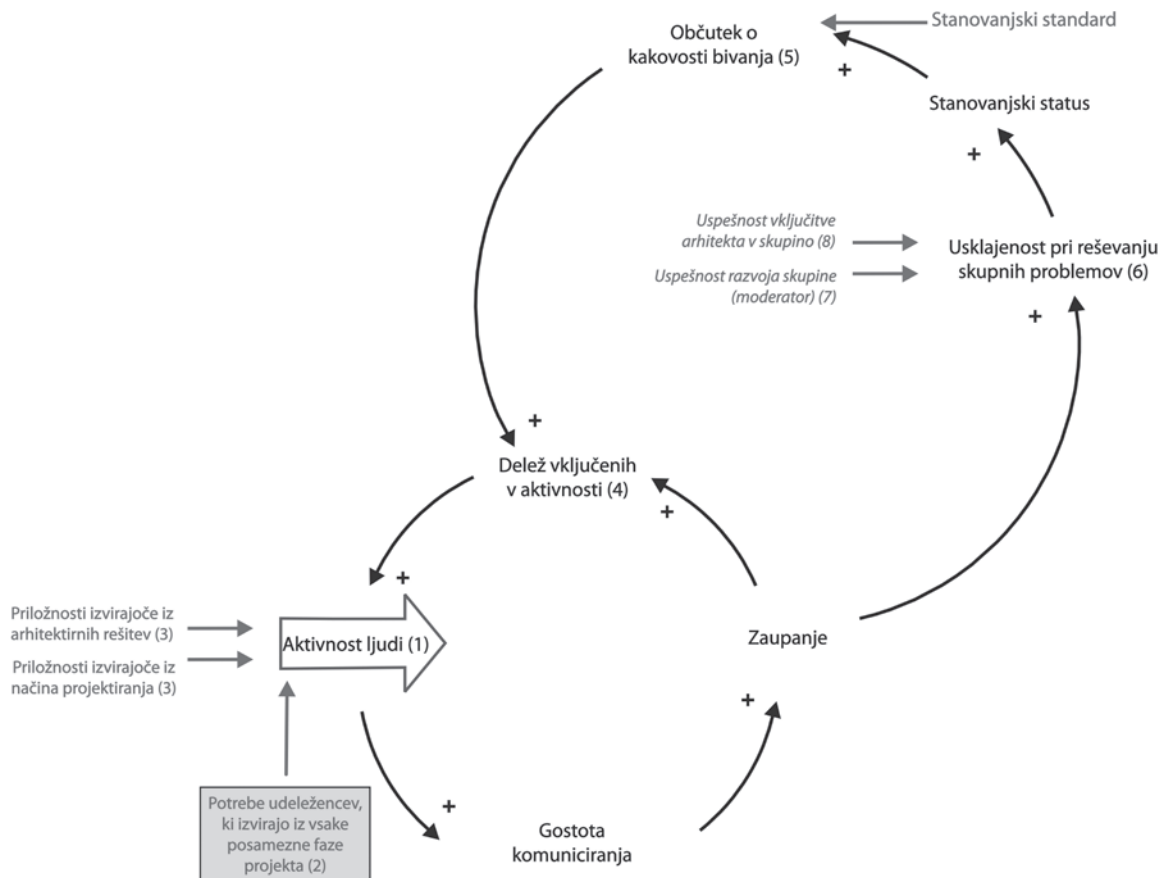 Občutek o
kakovosti bivanja (5)
Stanovanjski standard
+
Stanovanjski status
+
Uspešnost vključitve
arhitekta v skupino (8)
Uspešnost razvoja skupine
(moderator) (7)
Usklajenost pri reševanju
skupnih problemov (6)
+
+
Delež vključenih
v aktivnosti (4)
+
+
Priložnosti izvirajoče iz
arhitektirnih rešitev (3)
Priložnosti izvirajoče iz
načina projektiranja (3)
Aktivnost ljudi (1)
Zaupanje
+
Potrebe udeležencev,
ki izvirajo iz vsake
posamezne faze
projekta (2)
+
Gostota
komuniciranja